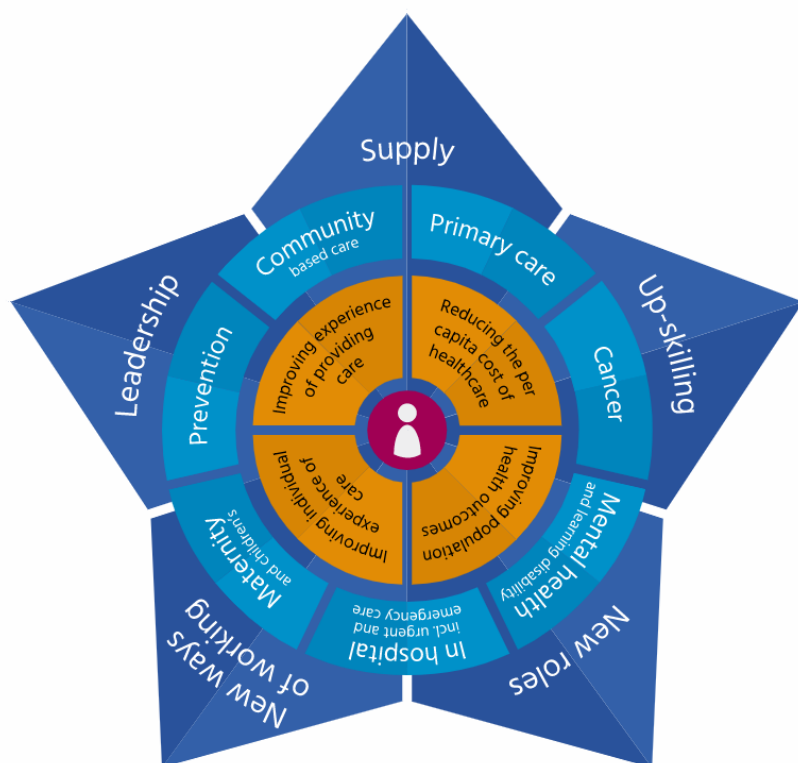 Supply
Up-skilling
New roles
New ways
of working
Leadership
Community
based care
Primary care
Cancer
Mental health
and learning disability
In hospital
incl. urgent and
emergency care
Maternity
and children's
Prevention
Improving experience
of providing
care
Reducing the per
capita cost of
healthcare
Improving population
health outcomes
Improving individual
experience of
care